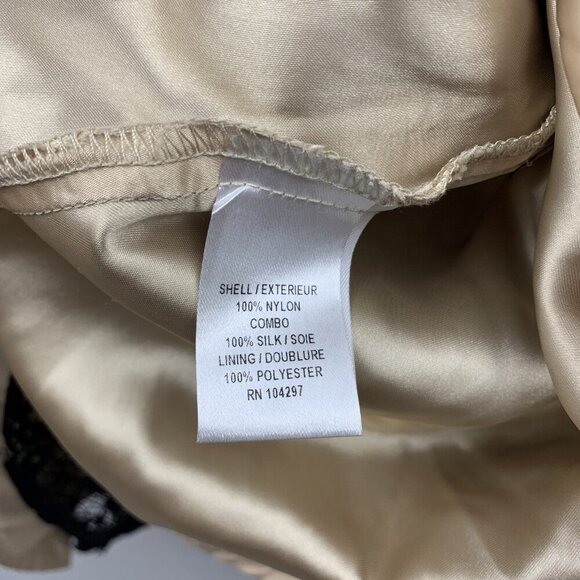 SHELL / EXTERIEUR
100% NYLON
COMBO
100% SILK / SOIE
LINING / DOUBLURE
100% POLYESTER
RN 104297